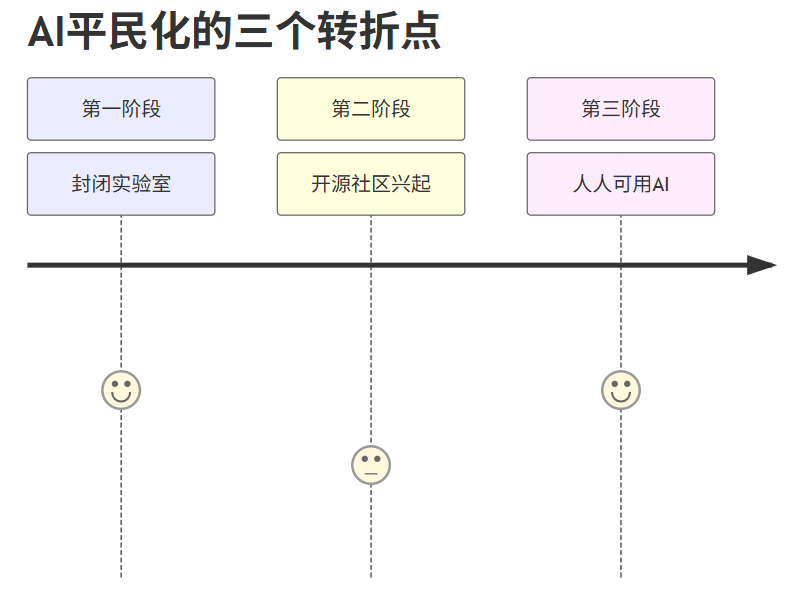 AI平民化的三个转折点
第一阶段
第二阶段
第三阶段
封闭实验室
开源社区兴起
人人可用AI